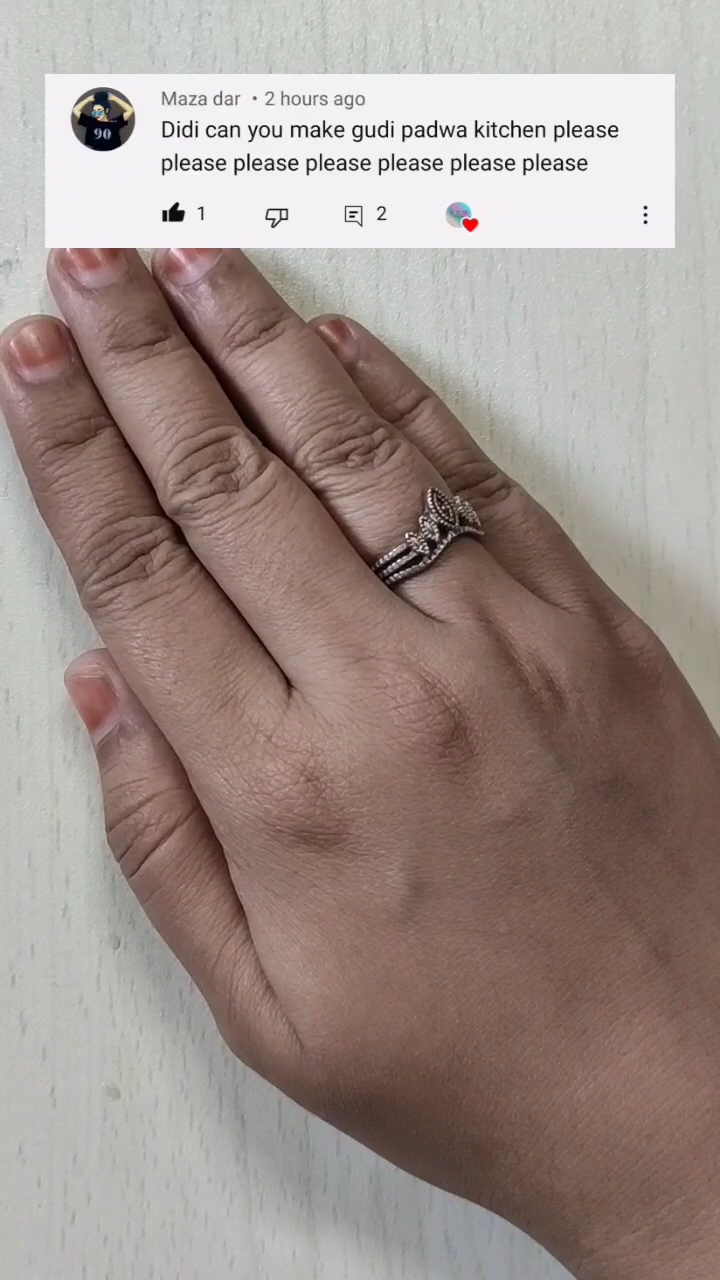 Maza dar • 2 hours ago
Didi can you make gudi padwa kitchen please
please please please please please please
1 2
90